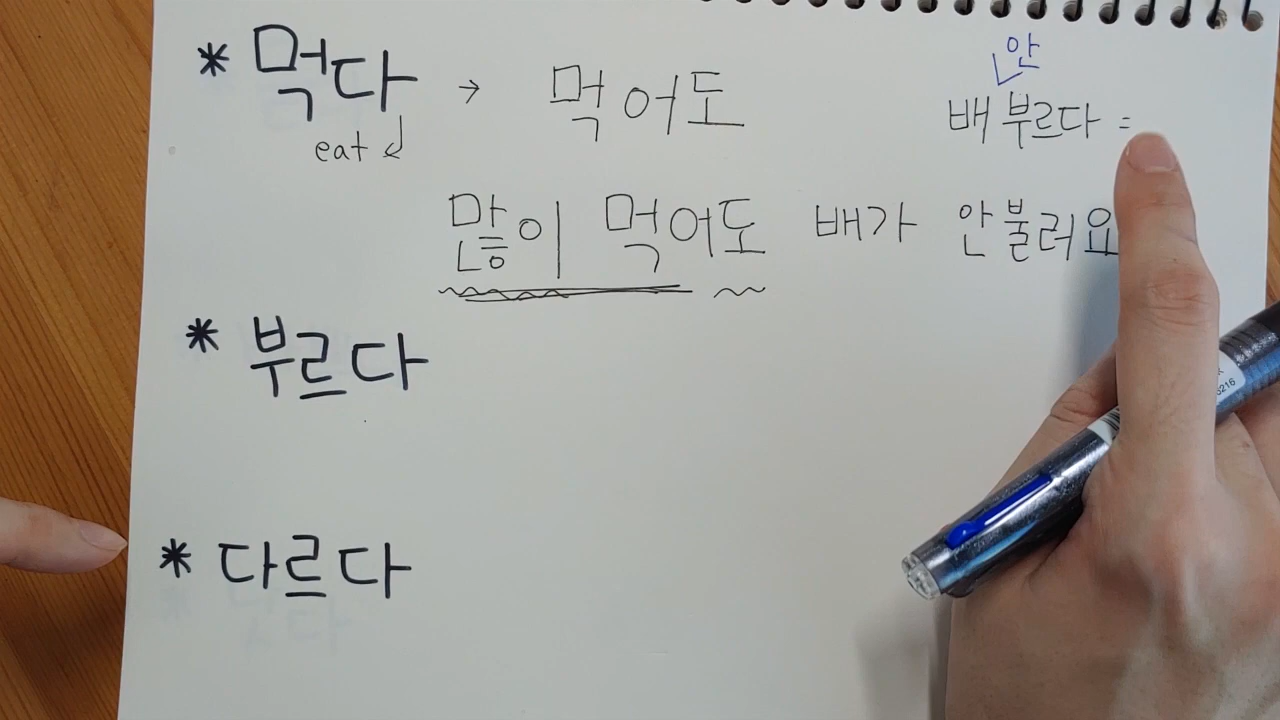 * 먹다 → 먹어도
안
배 부르다 =
eat
많이 먹어도 배가 안불러요
* 부르다
* 다르다
5216